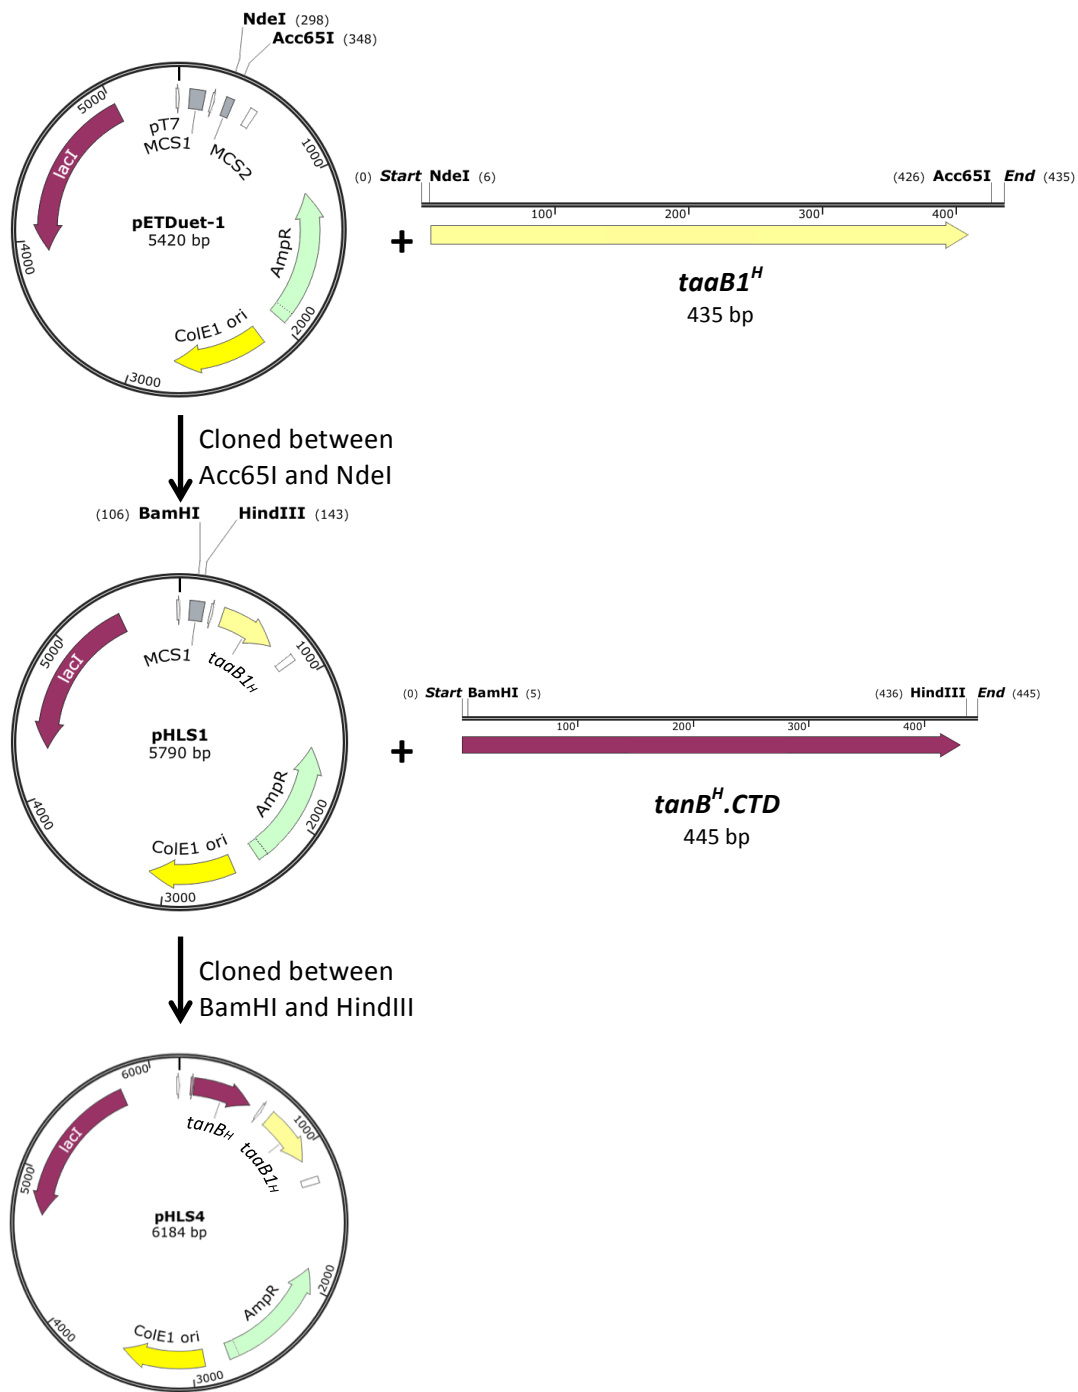 NdeI (298)
Acc65I (348)
5000
pT7
MCS1
MCS2
1000
lacI
pETDuet-1
5420 bp
AmpR
4000
ColE1 ori
2000
3000
(0) Start NdeI (6)
(426) Acc65I End (435)
100 200 300 400
+
taaB1H
435 bp
Cloned between
Acc65I and NdeI
(106) BamHI HindIII (143)
5000
MCS1
taaB1H
1000
lacI
pHLS1
5790 bp
AmpR
4000
2000
ColE1 ori
3000
(0) Start BamHI (5)
(436) HindIII End (445)
100 200 300 400
+
tanBH.CTD
445 bp
Cloned between
BamHI and HindIII
6000
tanBH
taaB1H
1000
lacI
5000
pHLS4
6184 bp
AmpR
2000
4000
ColE1 ori
3000